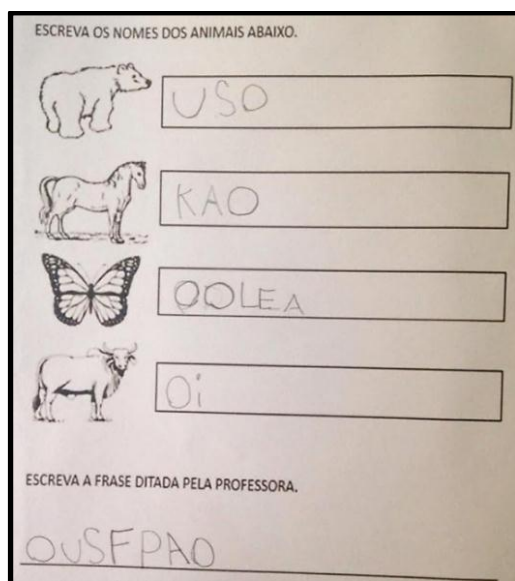 ESCREVA OS NOMES DOS ANIMAIS ABAIXO.
USO
KAO
OOLEA
Oi
ESCREVA A FRASE DITADA PELA PROFESSORA.
OUSFPAO